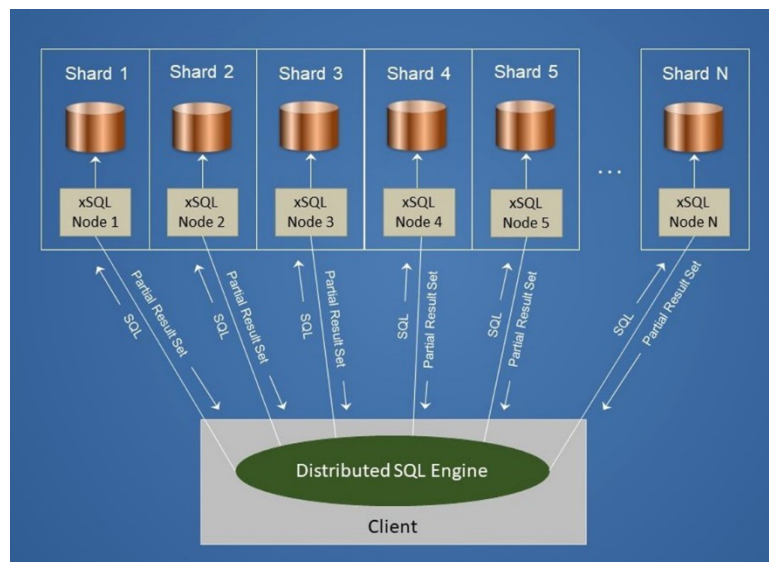 Shard 1
Shard 2
Shard 3
Shard 4
Shard 5
Shard N
...
xSQL
Node 1
xSQL
Node 2
xSQL
Node 3
xSQL
Node 4
xSQL
Node 5
xSQL
Node N
SQL
Partial Result Set
SQL
Partial Result Set
SQL
Partial Result Set
SQL
Partial Result Set
SQL
Partial Result Set
SQL
Partial Result Set
Distributed SQL Engine
Client